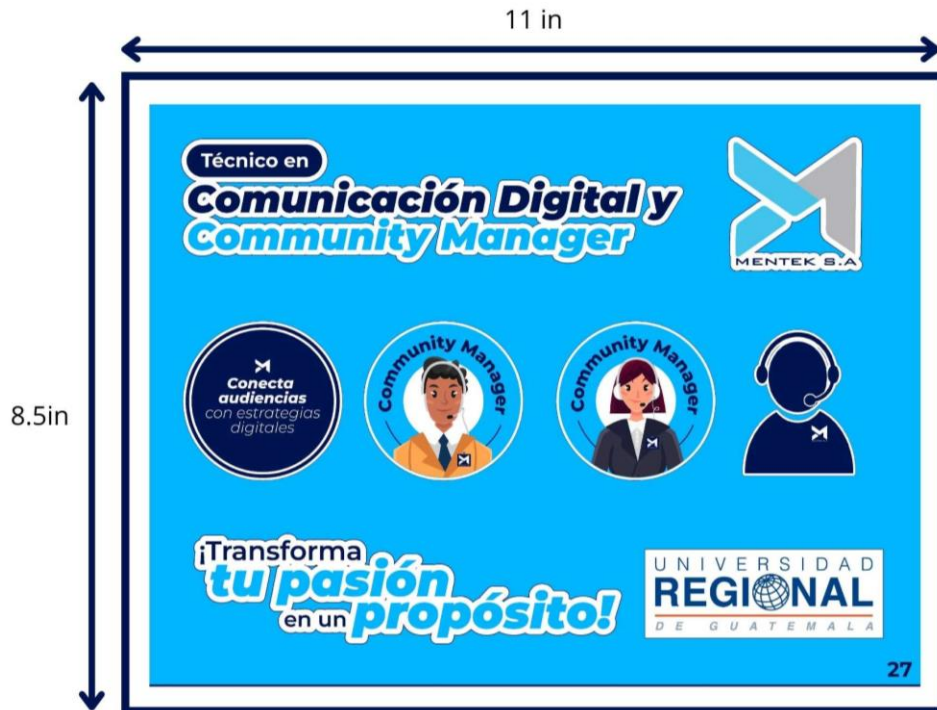 11 in
8.5in
Técnico en
Comunicación Digital y
Community Manager
MENTEK S.A
Conecta
audiencias
con estrategias
digitales
Community Manager
Community Manager
¡Transforma
tu pasión
en un propósito!
UNIVERSIDAD
REGIONAL
DE GUATEMALA
27